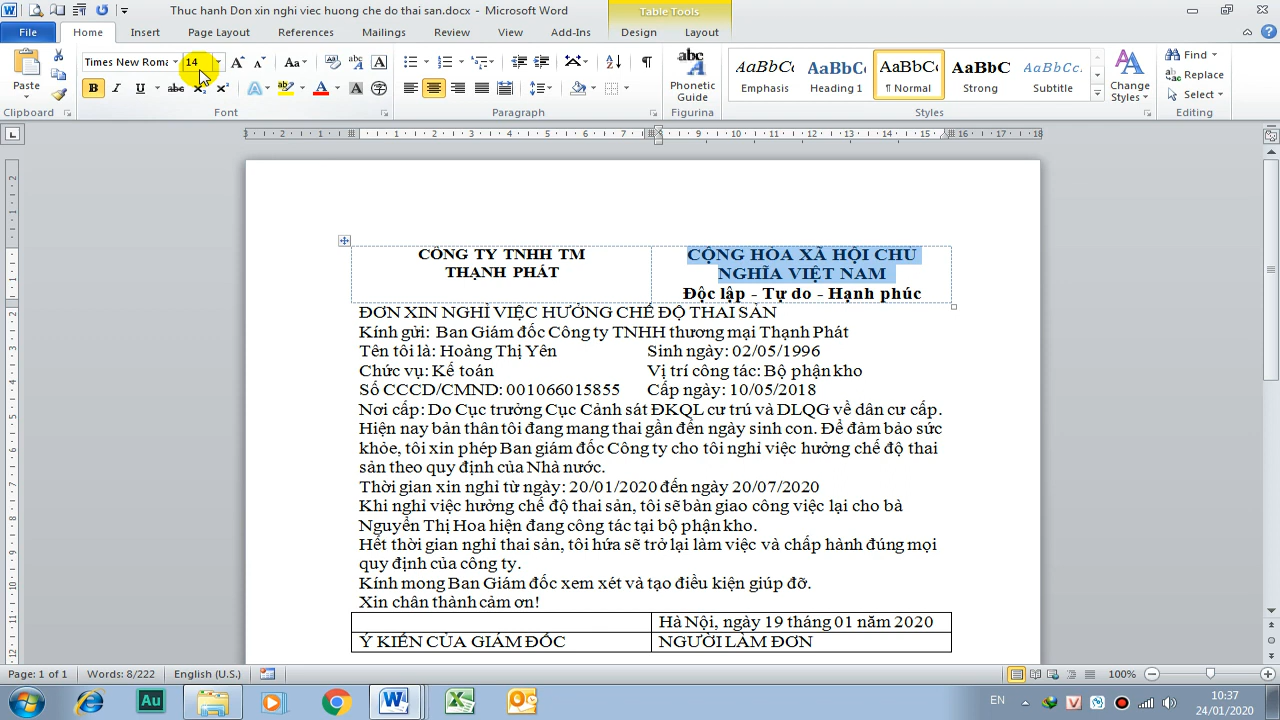 Thuc hanh Don xin nghi viec huong che do thai san.docx - Microsoft Word
Table Tools
File Home Insert Page Layout References Mailings Review View Add-Ins Design Layout
Times New Roma 14
Paste
Phonetic Guide
AaBbCc AaBbCc AaBbCc AaBbCc AaBbCc
Emphasis Heading 1 ¶ Normal Strong Subtitle
Change Styles
Find
Replace
Select
Clipboard Font Paragraph Figurina Styles Editing
CÔNG TY TNHH TM
THẠNH PHÁT
CỘNG HÒA XÃ HỘI CHỦ
NGHĨA VIỆT NAM
Độc lập - Tự do - Hạnh phúc
ĐƠN XIN NGHỈ VIỆC HƯỞNG CHẾ ĐỘ THAI SẢN
Kính gửi: Ban Giám đốc Công ty TNHH thương mại Thạnh Phát
Tên tôi là: Hoàng Thị Yên Sinh ngày: 02/05/1996
Chức vụ: Kế toán Vị trí công tác: Bộ phận kho
Số CCCD/CMND: 001066015855 Cấp ngày: 10/05/2018
Nơi cấp: Do Cục trưởng Cục Cảnh sát ĐKQL cư trú và DLQG về dân cư cấp.
Hiện nay bản thân tôi đang mang thai gần đến ngày sinh con. Để đảm bảo sức
khỏe, tôi xin phép Ban giám đốc Công ty cho tôi nghỉ việc hưởng chế độ thai
sản theo quy định của Nhà nước.
Thời gian xin nghỉ từ ngày: 20/01/2020 đến ngày 20/07/2020
Khi nghỉ việc hưởng chế độ thai sản, tôi sẽ bàn giao công việc lại cho bà
Nguyễn Thị Hoa hiện đang công tác tại bộ phận kho.
Hết thời gian nghỉ thai sản, tôi hứa sẽ trở lại làm việc và chấp hành đúng mọi
quy định của công ty.
Kính mong Ban Giám đốc xem xét và tạo điều kiện giúp đỡ.
Xin chân thành cảm ơn!
Hà Nội, ngày 19 tháng 01 năm 2020
Ý KIẾN CỦA GIÁM ĐỐC NGƯỜI LÀM ĐƠN
Page: 1 of 1 Words: 8/222 English (U.S.) 100%
EN
10:37
24/01/2020